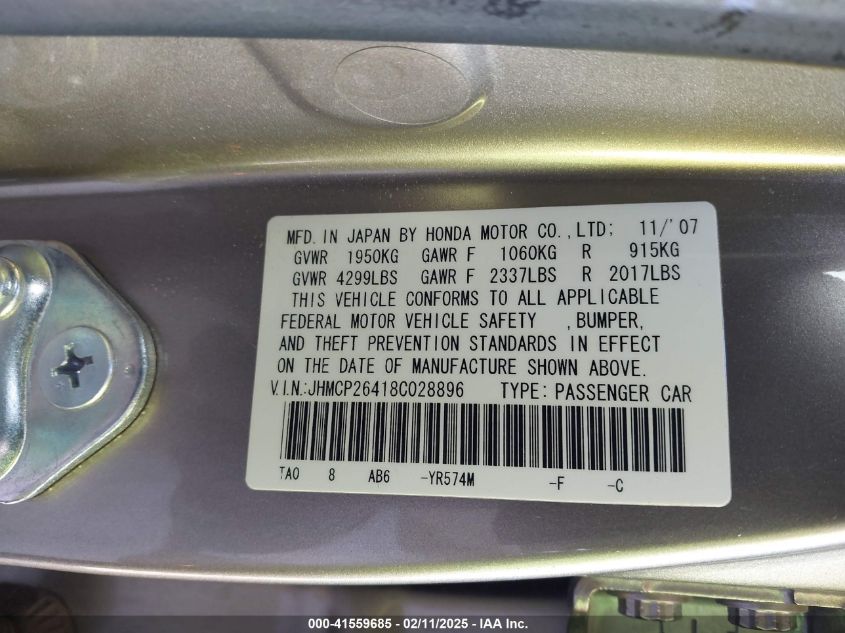 MFD. IN JAPAN BY HONDA MOTOR CO.,LTD; 11/'07
GVWR 1950KG GAWR F 1060KG R 915KG
GVWR 4299LBS GAWR F 2337LBS R 2017LBS
THIS VEHICLE CONFORMS TO ALL APPLICABLE
FEDERAL MOTOR VEHICLE SAFETY ,BUMPER,
AND THEFT PREVENTION STANDARDS IN EFFECT
ON THE DATE OF MANUFACTURE SHOWN ABOVE.
V.I.N.:JHMCP26418C028896 TYPE: PASSENGER CAR
TA0 8 AB6 -YR574M -F -C
000-41559685 - 02/11/2025 - IAA Inc.